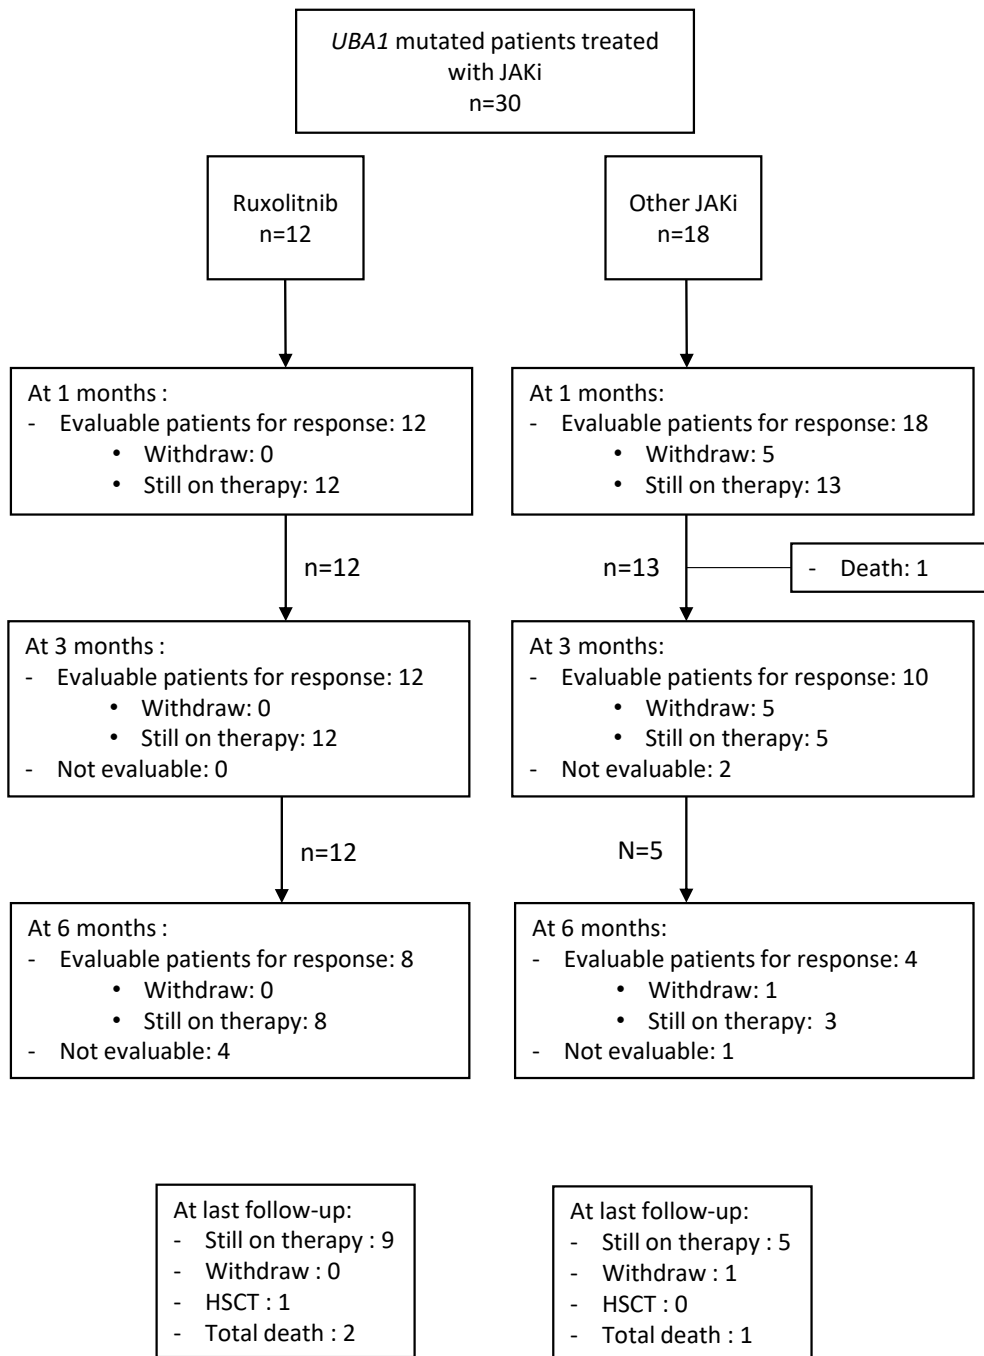 UBA1 mutated patients treated
with JAKi
n=30
Ruxolitnib
n=12
Other JAKi
n=18
At 1 months :
- Evaluable patients for response: 12
• Withdraw: 0
• Still on therapy: 12
At 1 months:
- Evaluable patients for response: 18
• Withdraw: 5
• Still on therapy: 13
n=12
n=13
- Death: 1
At 3 months :
- Evaluable patients for response: 12
• Withdraw: 0
• Still on therapy: 12
- Not evaluable: 0
At 3 months:
- Evaluable patients for response: 10
• Withdraw: 5
• Still on therapy: 5
- Not evaluable: 2
n=12
N=5
At 6 months :
- Evaluable patients for response: 8
• Withdraw: 0
• Still on therapy: 8
- Not evaluable: 4
At 6 months:
- Evaluable patients for response: 4
• Withdraw: 1
• Still on therapy: 3
- Not evaluable: 1
At last follow-up:
- Still on therapy : 9
- Withdraw : 0
- HSCT : 1
- Total death : 2
At last follow-up:
- Still on therapy : 5
- Withdraw : 1
- HSCT : 0
- Total death : 1